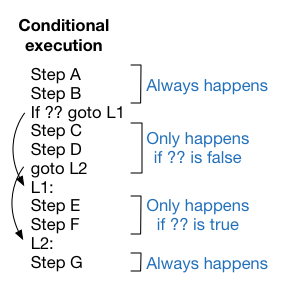 Conditional
execution
Step A
Step B
Always happens
If ?? goto L1
Step C
Step D
Only happens
if ?? is false
goto L2
L1:
Step E
Step F
Only happens
if ?? is true
L2:
Step G
Always happens